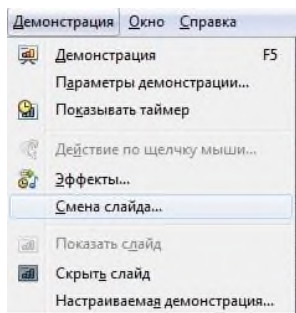 Демонстрация Окно Справка
Демонстрация F5
Параметры демонстрации...
Показывать таймер
Действие по щелчку мыши...
Эффекты...
Смена слайда...
Показать слайд
Скрыть слайд
Настраиваемая демонстрация...